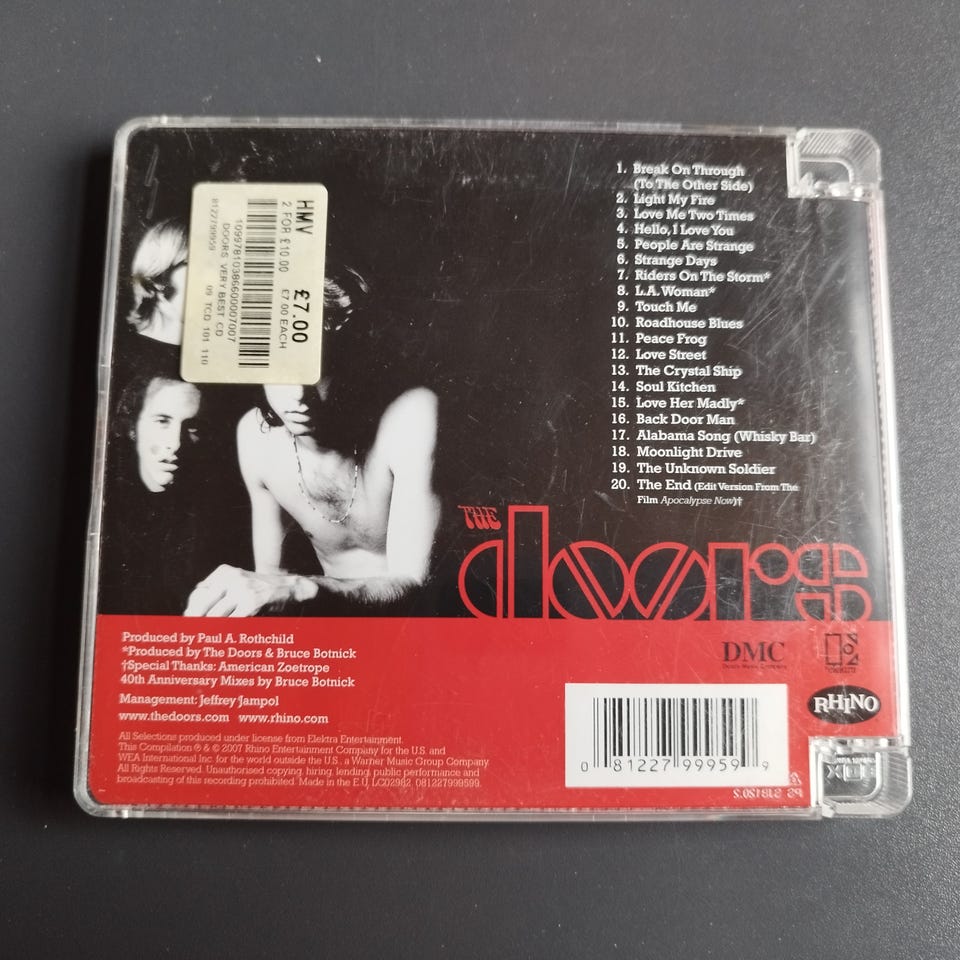 HMV
2 FOR £10.00
£7.00 EACH
£7.00
10997810386600007007
DOORS VERY BEST CD
8122799959
09 TCD 101 110
1. Break On Through
(To The Other Side)
2. Light My Fire
3. Love Me Two Times
4. Hello, I Love You
5. People Are Strange
6. Strange Days
7. Riders On The Storm*
8. L.A. Woman*
9. Touch Me
10. Roadhouse Blues
11. Peace Frog
12. Love Street
13. The Crystal Ship
14. Soul Kitchen
15. Love Her Madly*
16. Back Door Man
17. Alabama Song (Whisky Bar)
18. Moonlight Drive
19. The Unknown Soldier
20. The End (Edit Version From The
Film Apocalypse Now)†
THE
doors
Produced by Paul A. Rothchild
*Produced by The Doors & Bruce Botnick
†Special Thanks: American Zoetrope
40th Anniversary Mixes by Bruce Botnick
Management: Jeffrey Jampol
www.thedoors.com www.rhino.com
All Selections produced under license from Elektra Entertainment.
This Compilation ℗ & © 2007 Rhino Entertainment Company for the U.S. and
WEA International Inc. for the world outside the U.S., a Warner Music Group Company.
All Rights Reserved. Unauthorised copying, hiring, lending, public performance and
broadcasting of this recording prohibited. Made in the E.U. LC02982. 081227999599.
DMC
Doors Music Company
RHINO
0 81227 99959 9